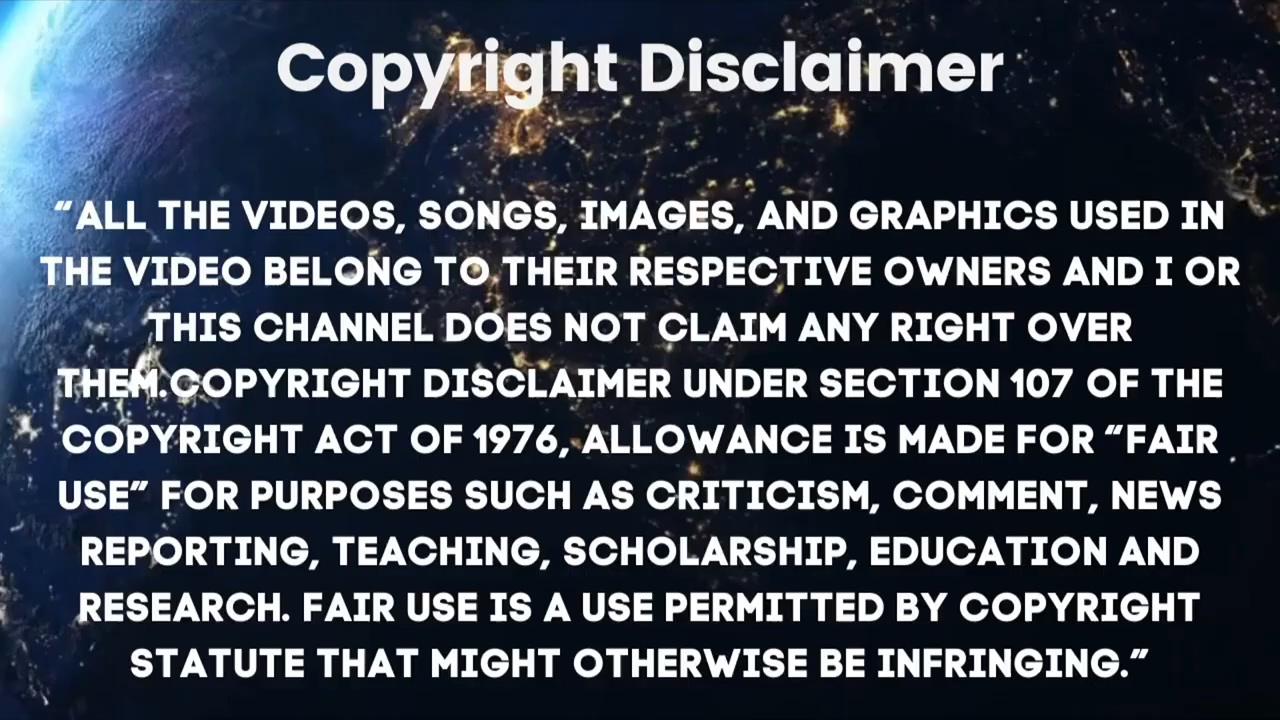 Copyright Disclaimer
“ALL THE VIDEOS, SONGS, IMAGES, AND GRAPHICS USED IN
THE VIDEO BELONG TO THEIR RESPECTIVE OWNERS AND I OR
THIS CHANNEL DOES NOT CLAIM ANY RIGHT OVER
THEM.COPYRIGHT DISCLAIMER UNDER SECTION 107 OF THE
COPYRIGHT ACT OF 1976, ALLOWANCE IS MADE FOR “FAIR
USE” FOR PURPOSES SUCH AS CRITICISM, COMMENT, NEWS
REPORTING, TEACHING, SCHOLARSHIP, EDUCATION AND
RESEARCH. FAIR USE IS A USE PERMITTED BY COPYRIGHT
STATUTE THAT MIGHT OTHERWISE BE INFRINGING.”